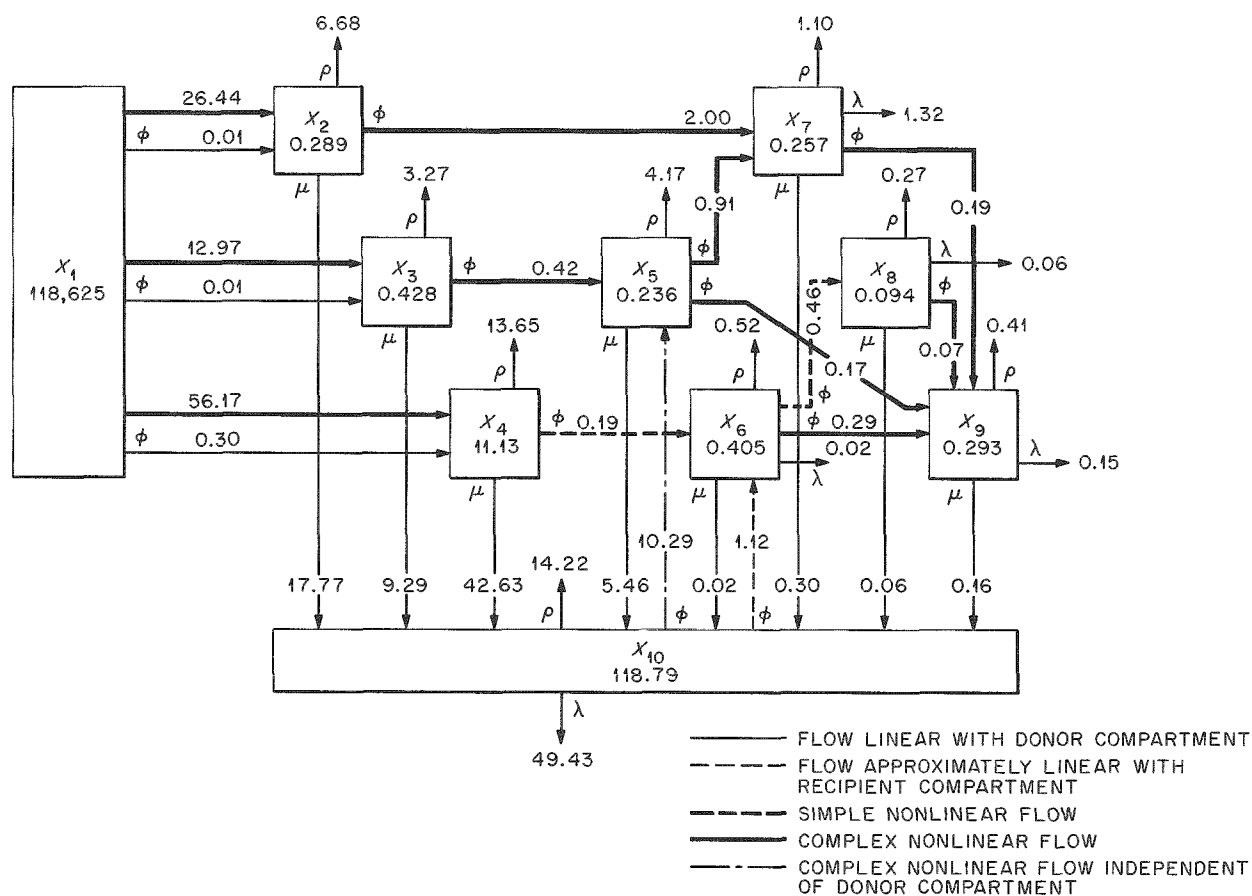 6.68
1.10
ρ
ρ
26.44
X2
0.289
ϕ
2.00
X7
0.257
λ
1.32
ϕ
0.01
ϕ
μ
3.27
4.17
μ
0.27
0.91
0.19
ρ
ρ
ρ
12.97
X3
0.428
ϕ
0.42
X5
0.236
ϕ
X8
0.094
λ
0.06
X1
118,625
ϕ
0.01
ϕ
0.46
ϕ
μ
13.65
μ
0.52
μ
0.07
0.41
ρ
ρ
0.17
ρ
56.17
X4
11.13
ϕ
0.19
X6
0.405
ϕ
ϕ
0.29
X9
0.293
ϕ
0.30
0.02
λ
0.15
μ
μ
λ
μ
10.29
1.12
14.22
17.77
9.29
42.63
5.46
0.02
0.30
0.06
0.16
ρ
ϕ
ϕ
X10
118.79
λ
49.43
FLOW LINEAR WITH DONOR COMPARTMENT
FLOW APPROXIMATELY LINEAR WITH
RECIPIENT COMPARTMENT
SIMPLE NONLINEAR FLOW
COMPLEX NONLINEAR FLOW
COMPLEX NONLINEAR FLOW INDEPENDENT
OF DONOR COMPARTMENT